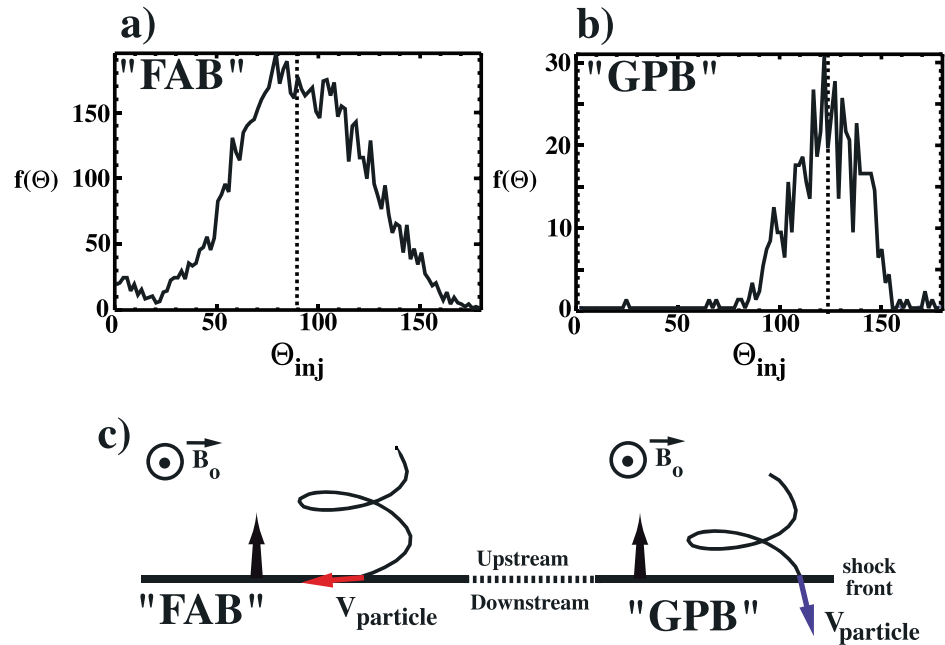 a)
"FAB"
f(Θ)
150
100
50
0
0 50 100 150
Θinj
b)
"GPB"
f(Θ)
30
20
10
0
0 50 100 150
Θinj
c)
Bo
Bo
Upstream
Downstream
shock
front
"FAB"
Vparticle
"GPB"
Vparticle